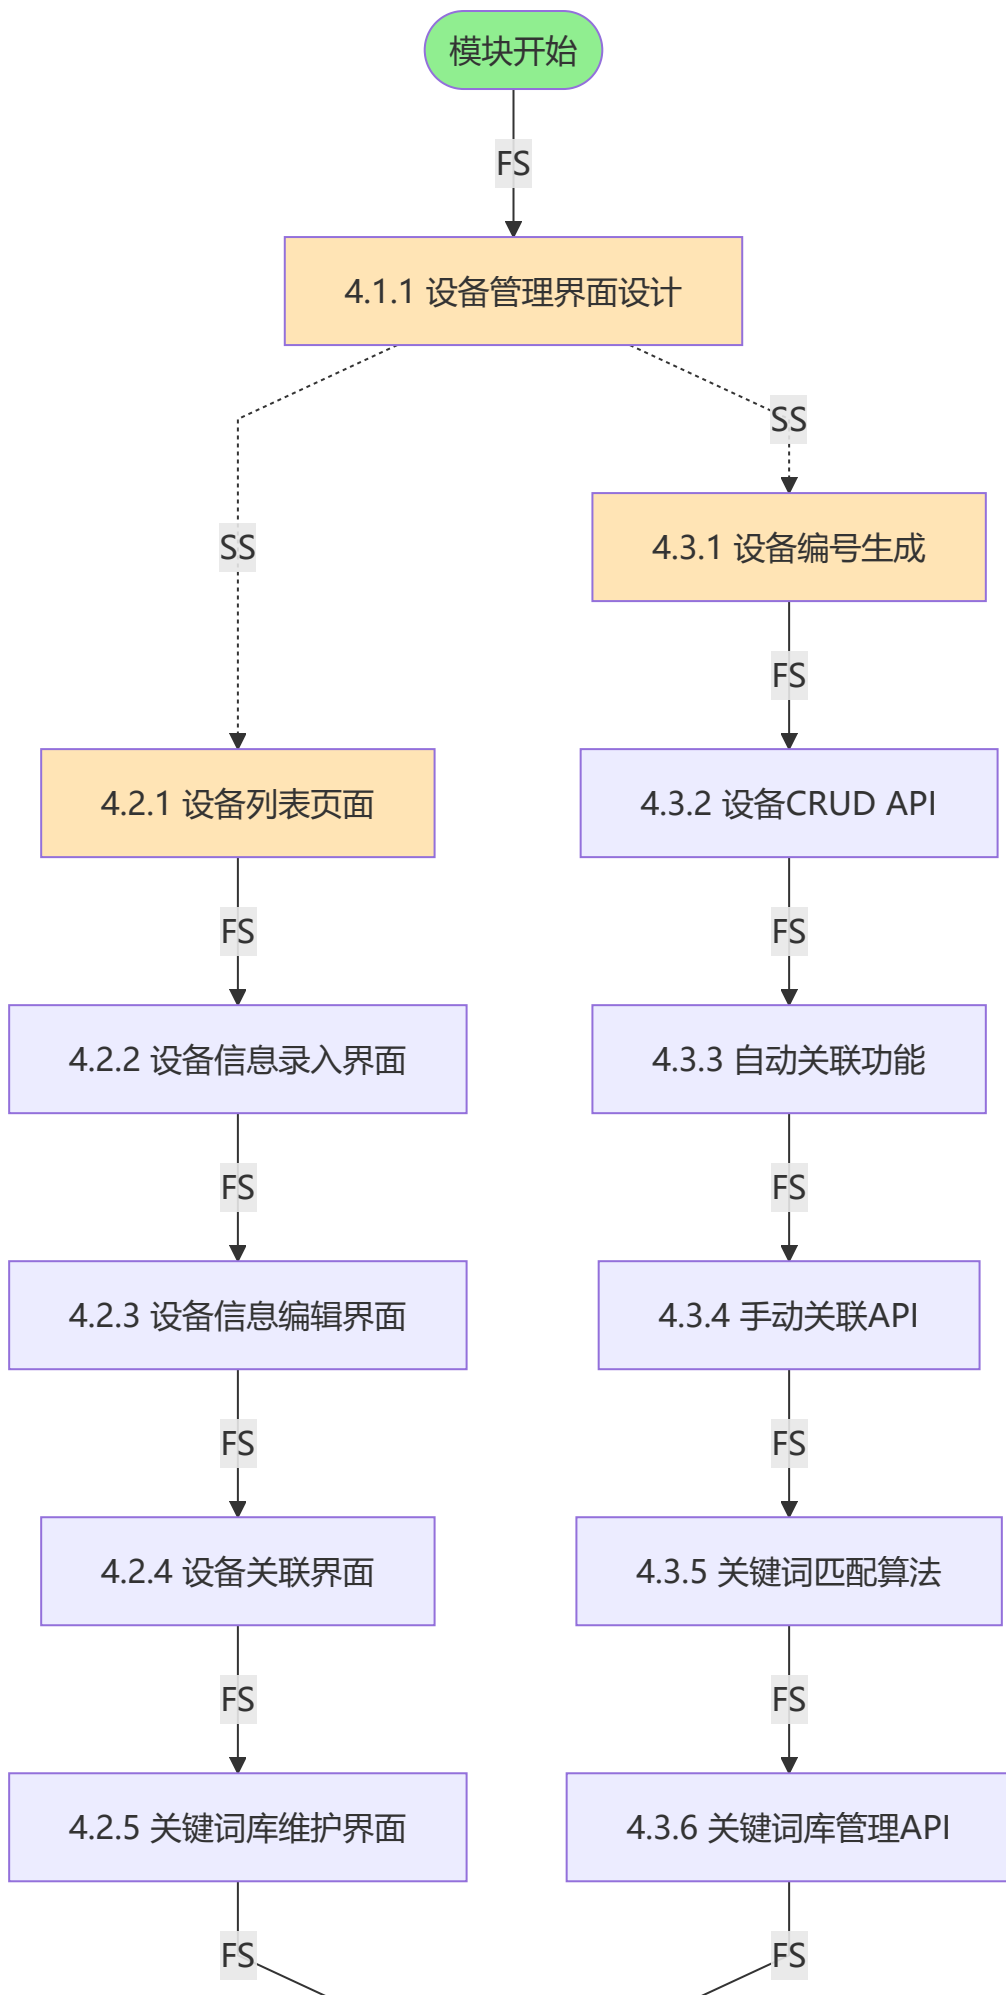 模块开始
FS
4.1.1 设备管理界面设计
SS
4.3.1 设备编号生成
SS
FS
4.2.1 设备列表页面
4.3.2 设备CRUD API
FS
FS
4.2.2 设备信息录入界面
4.3.3 自动关联功能
FS
FS
4.2.3 设备信息编辑界面
4.3.4 手动关联API
FS
FS
4.2.4 设备关联界面
4.3.5 关键词匹配算法
FS
FS
4.2.5 关键词库维护界面
4.3.6 关键词库管理API
FS
FS